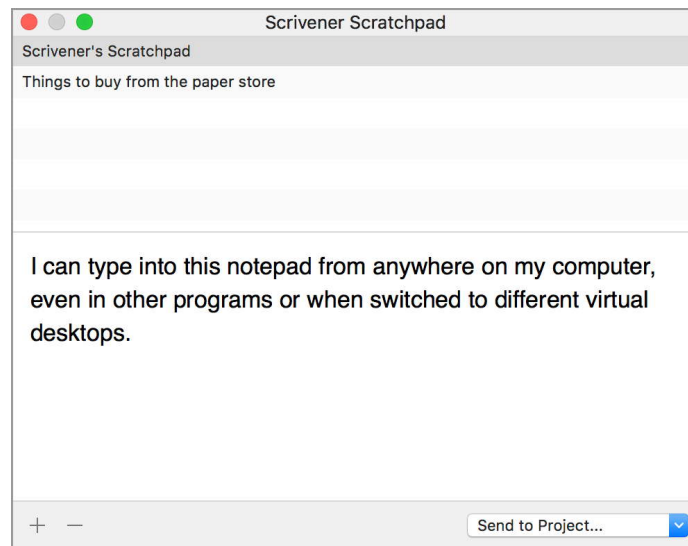 Scrivener Scratchpad
Scrivener's Scratchpad
Things to buy from the paper store
I can type into this notepad from anywhere on my computer,
even in other programs or when switched to different virtual
desktops.
Send to Project...